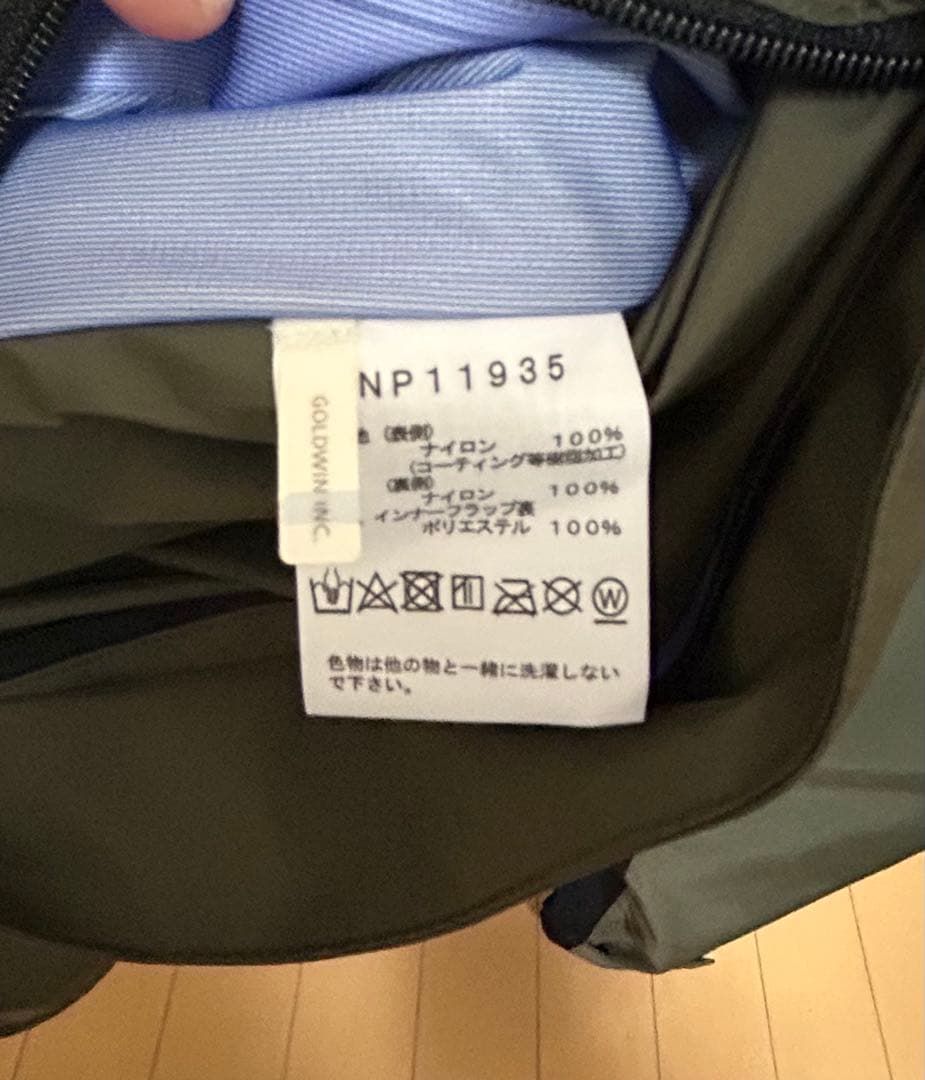 NP11935
GOLDWIN INC.
地 (表側)
ナイロン 100%
(コーティング等樹脂加工)
(裏側)
ナイロン 100%
インナーフラップ裏
ポリエステル 100%
W
色物は他の物と一緒に洗濯しない
で下さい。